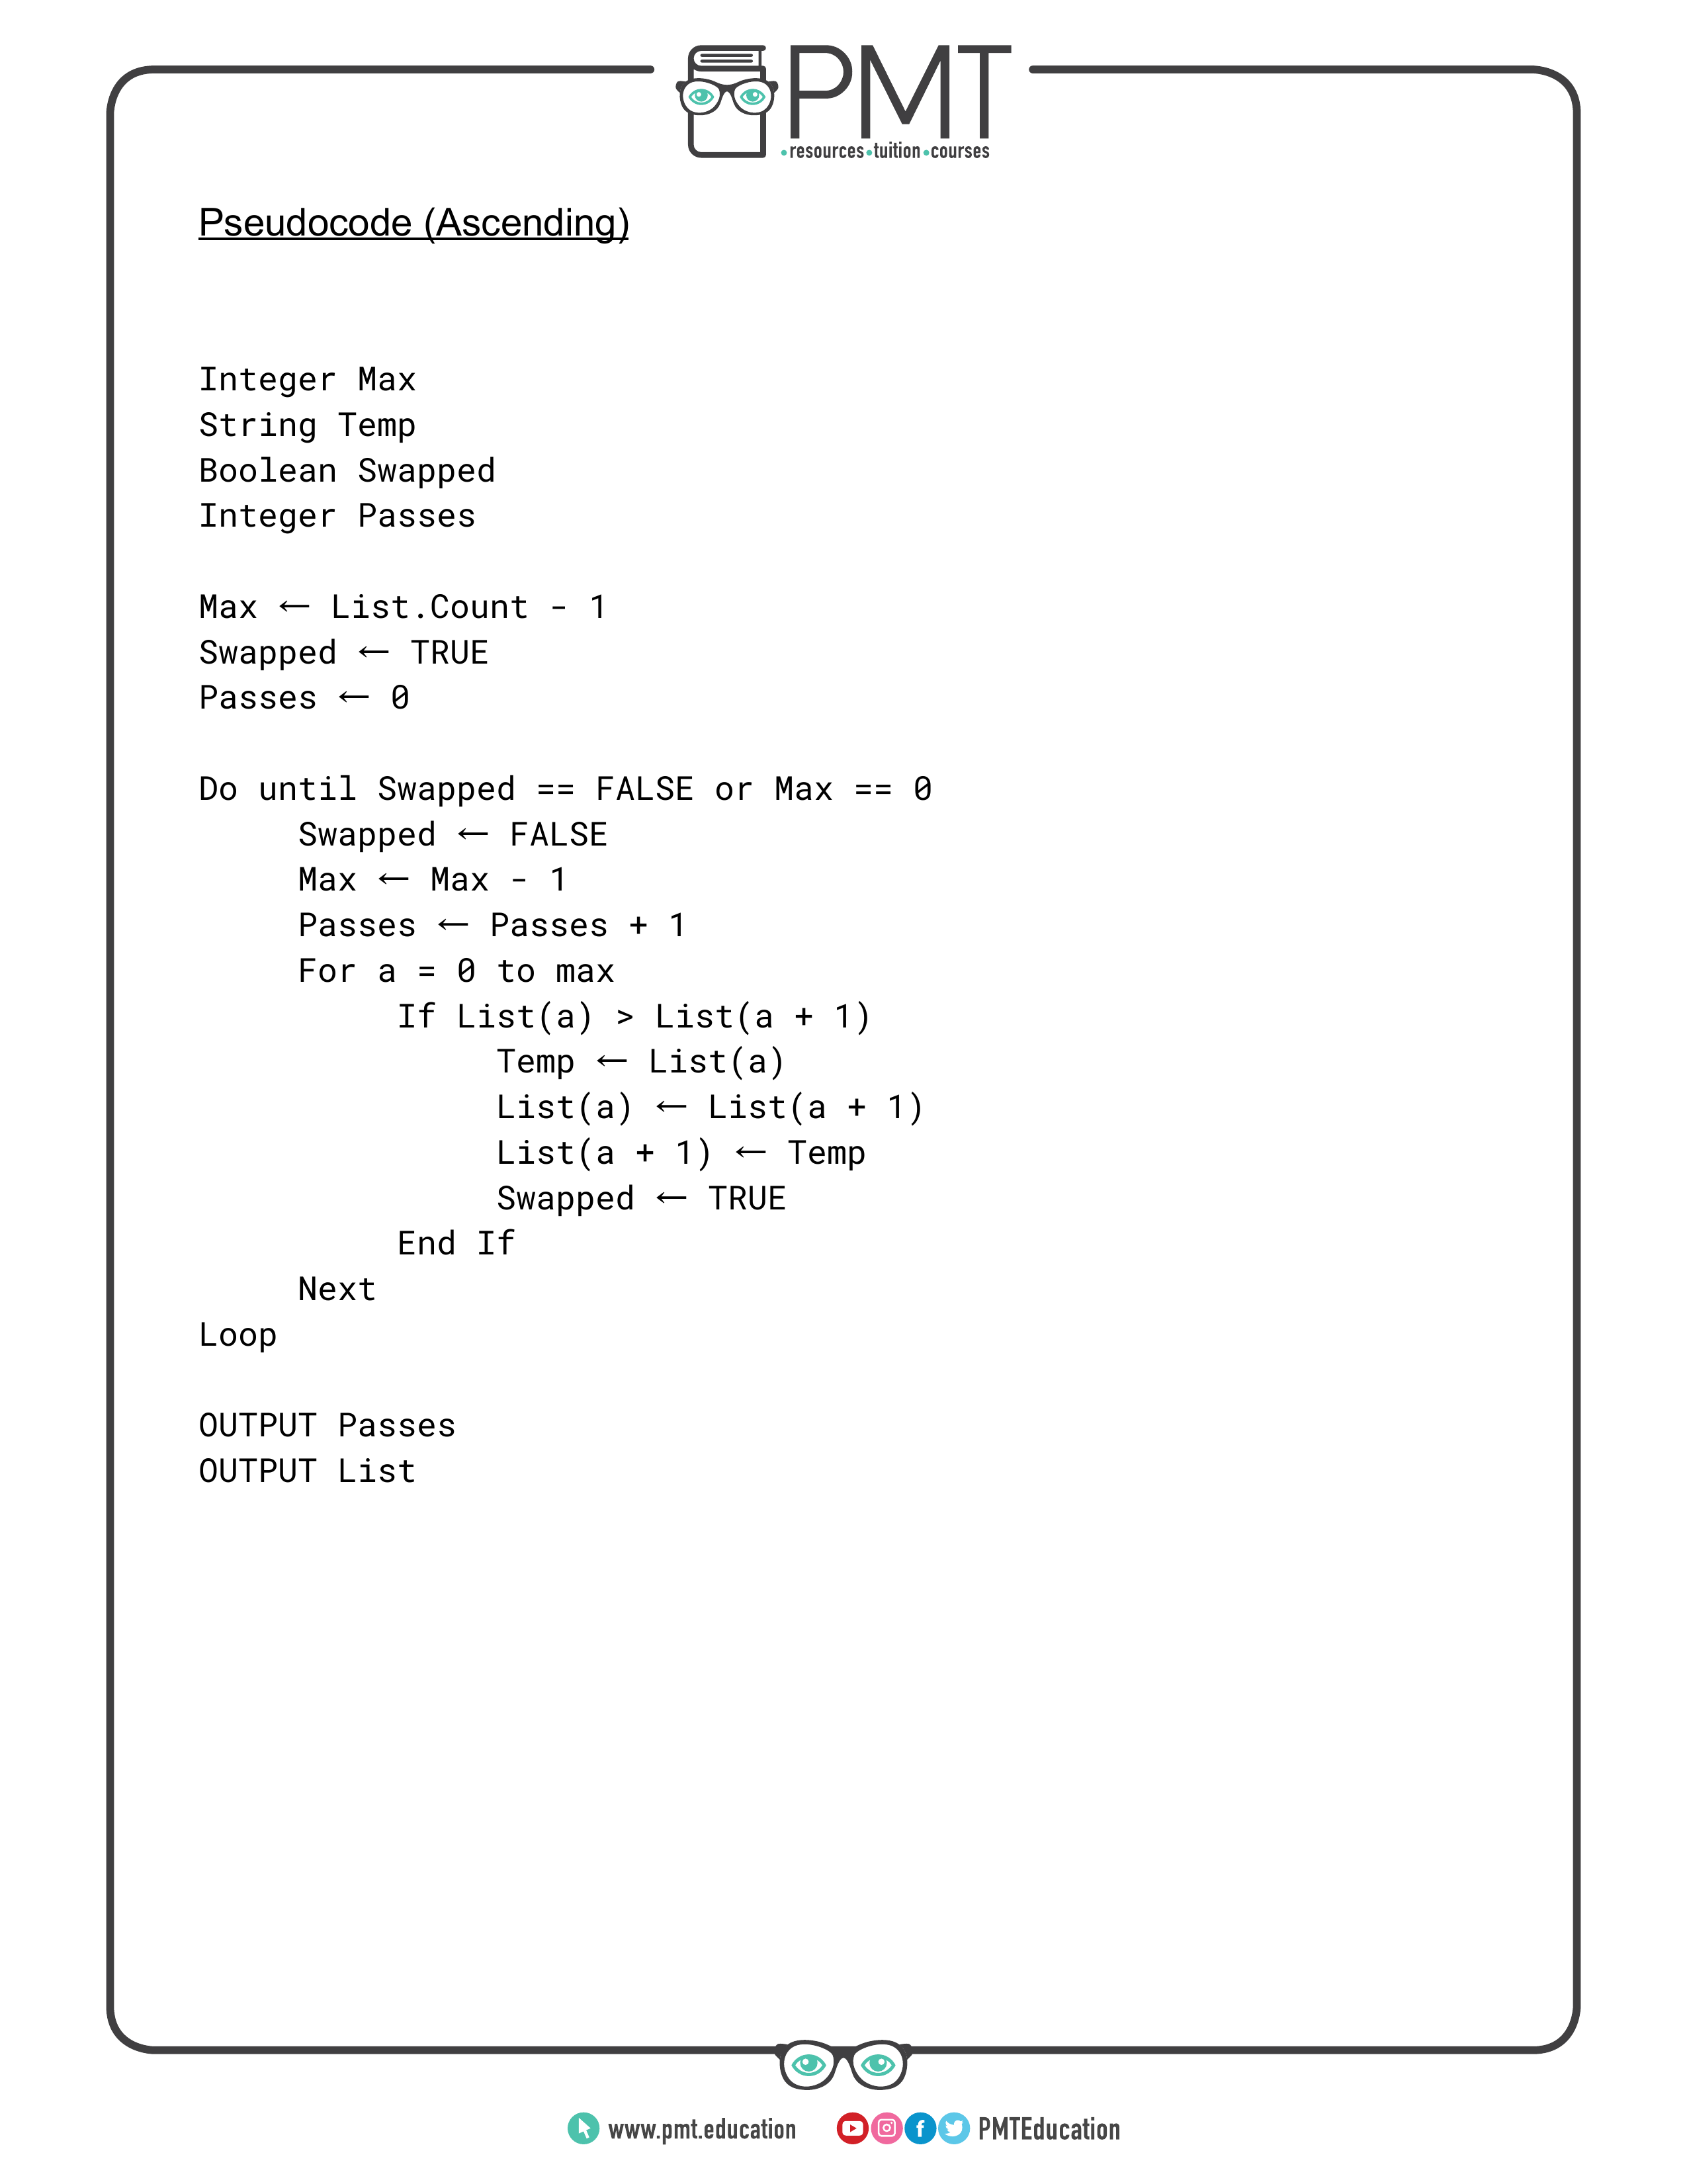 PMT
•resources•tuition•courses
Pseudocode (Ascending)
Integer Max
String Temp
Boolean Swapped
Integer Passes
Max ← List.Count - 1
Swapped ← TRUE
Passes ← 0
Do until Swapped == FALSE or Max == 0
Swapped ← FALSE
Max ← Max - 1
Passes ← Passes + 1
For a = 0 to max
If List(a) > List(a + 1)
Temp ← List(a)
List(a) ← List(a + 1)
List(a + 1) ← Temp
Swapped ← TRUE
End If
Next
Loop
OUTPUT Passes
OUTPUT List
www.pmt.education PMTEducation